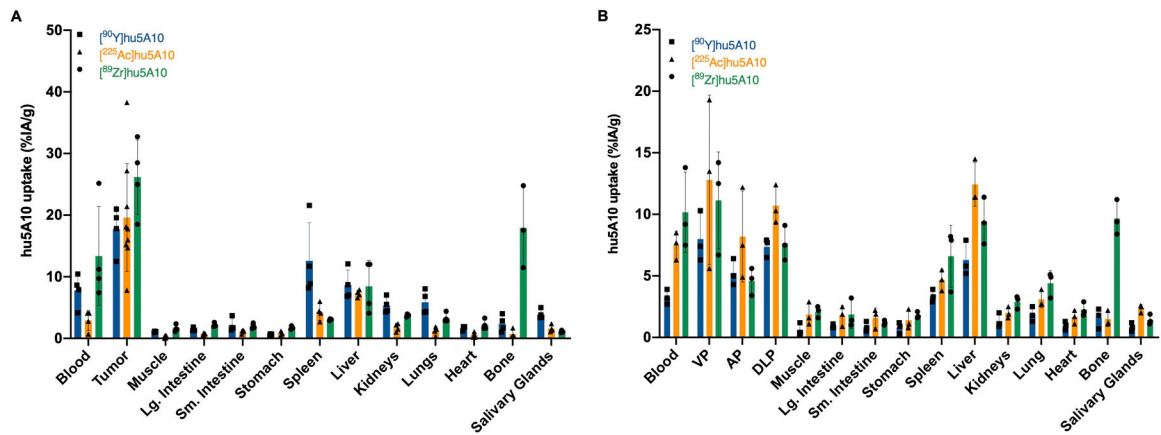 A
hu5A10 uptake (%IA/g)
50
40
30
20
10
0
[⁹⁰Y]hu5A10
[²²⁵Ac]hu5A10
[⁸⁹Zr]hu5A10
Blood
Tumor
Muscle
Lg. Intestine
Sm. Intestine
Stomach
Spleen
Liver
Kidneys
Lungs
Heart
Bone
Salivary Glands
B
hu5A10 uptake (%IA/g)
25
20
15
10
5
0
[⁹⁰Y]hu5A10
[²²⁵Ac]hu5A10
[⁸⁹Zr]hu5A10
Blood
VP
AP
DLP
Muscle
Lg. Intestine
Sm. Intestine
Stomach
Spleen
Liver
Kidneys
Lung
Heart
Bone
Salivary Glands